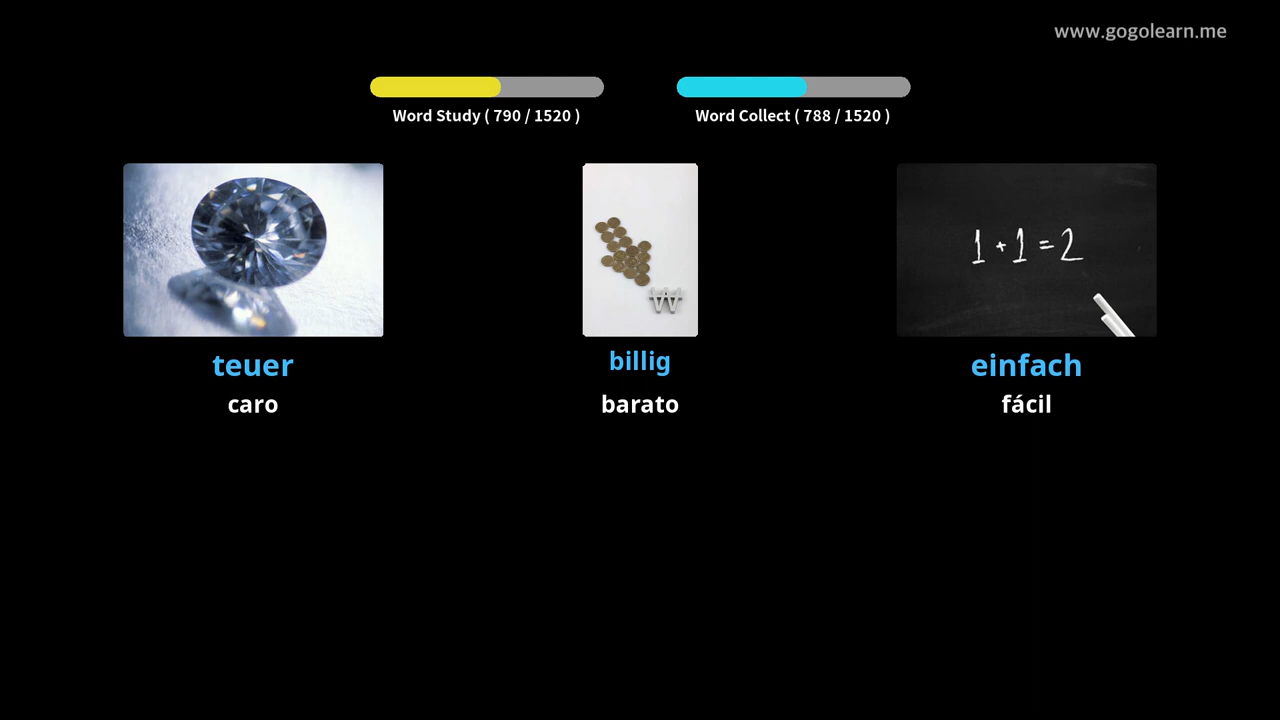 www.gogolearn.me
Word Study ( 790 / 1520 )
Word Collect ( 788 / 1520 )
1 + 1 = 2
₩
teuer
billig
einfach
caro
barato
fácil